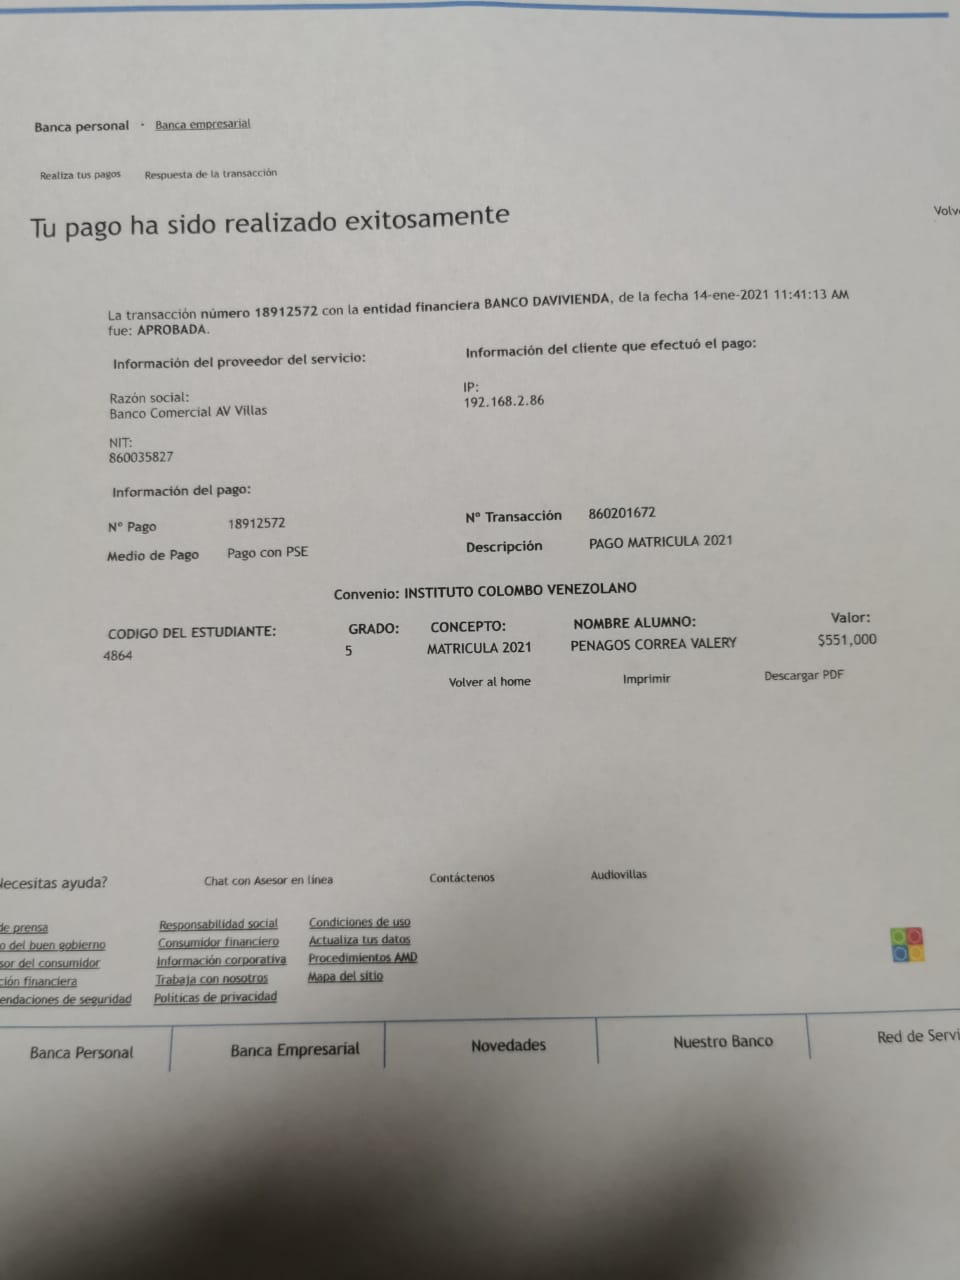 Banca personal · Banca empresarial
Realiza tus pagos Respuesta de la transacción
Tu pago ha sido realizado exitosamente
La transacción número 18912572 con la entidad financiera BANCO DAVIVIENDA, de la fecha 14-ene-2021 11:41:13 AM
fue: APROBADA.
Información del proveedor del servicio: Información del cliente que efectuó el pago:
Razón social: IP:
Banco Comercial AV Villas 192.168.2.86
NIT:
860035827
Información del pago:
Nº Pago 18912572 Nº Transacción 860201672
Medio de Pago Pago con PSE Descripción PAGO MATRICULA 2021
Convenio: INSTITUTO COLOMBO VENEZOLANO
CODIGO DEL ESTUDIANTE: GRADO: CONCEPTO: NOMBRE ALUMNO: Valor:
4864 5 MATRICULA 2021 PENAGOS CORREA VALERY $551,000
Volver al home Imprimir Descargar PDF
ecesitas ayuda? Chat con Asesor en línea Contáctenos Audiovillas
de prensa Responsabilidad social Condiciones de uso
o del buen gobierno Consumidor financiero Actualiza tus datos
sor del consumidor Información corporativa Procedimientos AMD
ción financiera Trabaja con nosotros Mapa del sitio
endaciones de seguridad Políticas de privacidad
Banca Personal Banca Empresarial Novedades Nuestro Banco Red de Servi